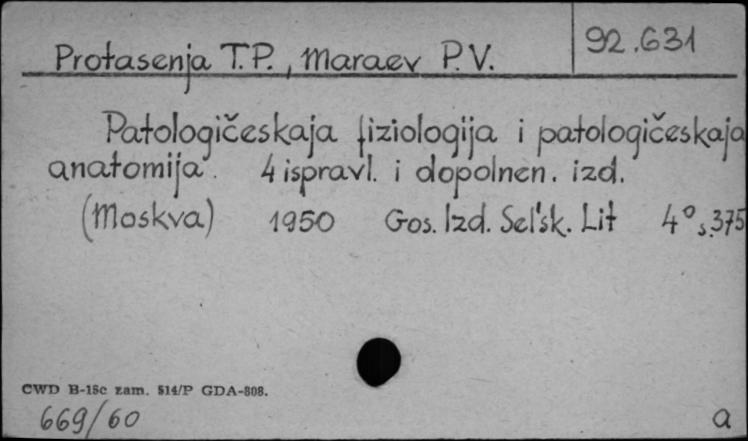 92.631
Protasenja T.P., Maraev P.V.
Patologičeskaja fiziologija i patologičeskaja
anatomija. 4 ispravl. i dopolnen. izd.
(Moskva) 1950 Gos. Izd. Sel'sk. Lit 4° s.375
CWD B-15c zam. 514/P GDA-808.
669/60 a